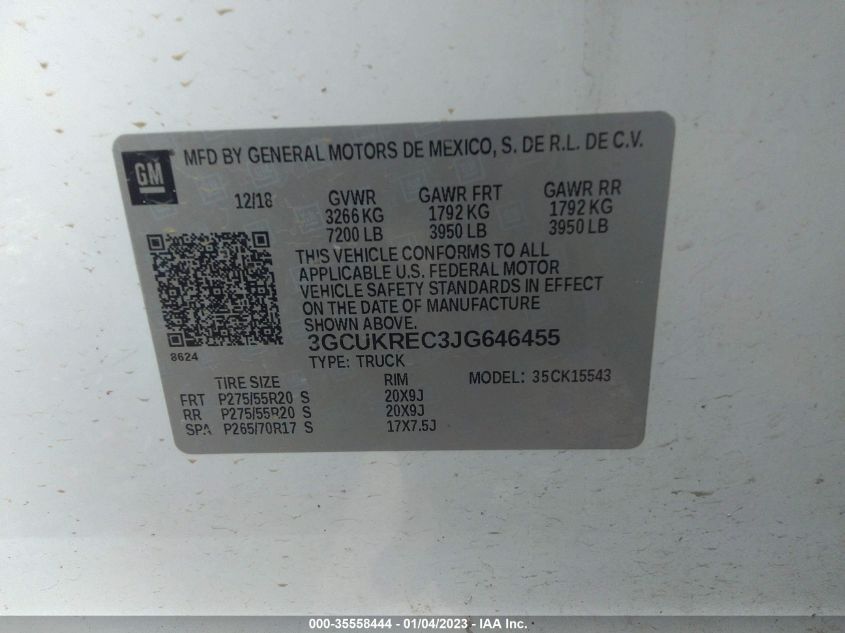 GM
MFD BY GENERAL MOTORS DE MEXICO, S. DE R.L. DE C.V.
12/18 GVWR GAWR FRT GAWR RR
3266 KG 1792 KG 1792 KG
7200 LB 3950 LB 3950 LB
THIS VEHICLE CONFORMS TO ALL
APPLICABLE U.S. FEDERAL MOTOR
VEHICLE SAFETY STANDARDS IN EFFECT
ON THE DATE OF MANUFACTURE
SHOWN ABOVE.
8624
3GCUKREC3JG646455
TYPE: TRUCK
TIRE SIZE RIM MODEL: 35CK15543
FRT P275/55R20 S 20X9J
RR P275/55R20 S 20X9J
SPA P265/70R17 S 17X7.5J
000-35558444 - 01/04/2023 - IAA Inc.